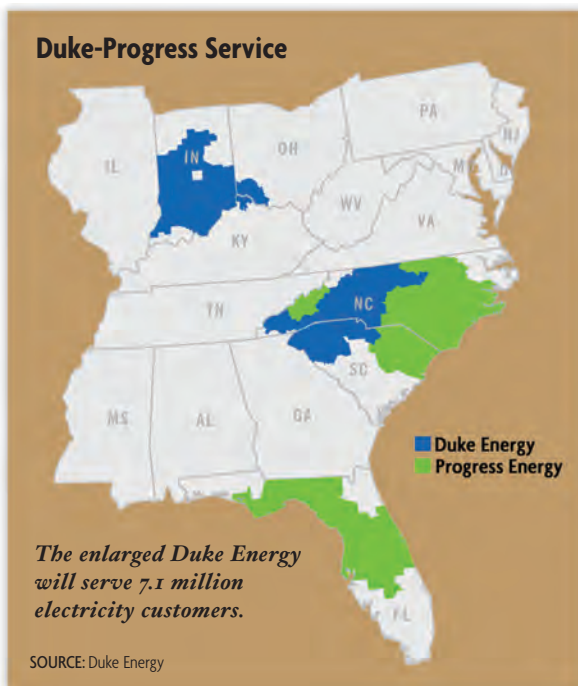 Duke-Progress Service
PA
NJ
IL
IN
OH
M
D
WV
VA
KY
NC
TN
SC
MS
AL
GA
Duke Energy
Progress Energy
The enlarged Duke Energy
will serve 7.1 million
electricity customers.
FL
SOURCE: Duke Energy